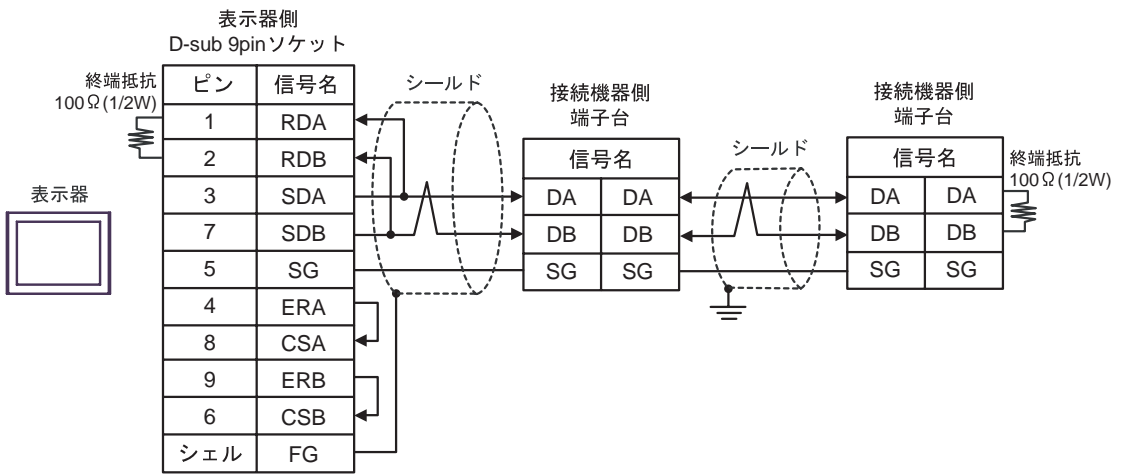 表示器側
D-sub 9pinソケット
終端抵抗
100Ω(1/2W)
表示器
ピン 信号名
1 RDA
2 RDB
3 SDA
7 SDB
5 SG
4 ERA
8 CSA
9 ERB
6 CSB
シェル FG
シールド
接続機器側
端子台
信号名
DA DA
DB DB
SG SG
シールド
接続機器側
端子台
信号名
DA DA
DB DB
SG SG
終端抵抗
100Ω(1/2W)